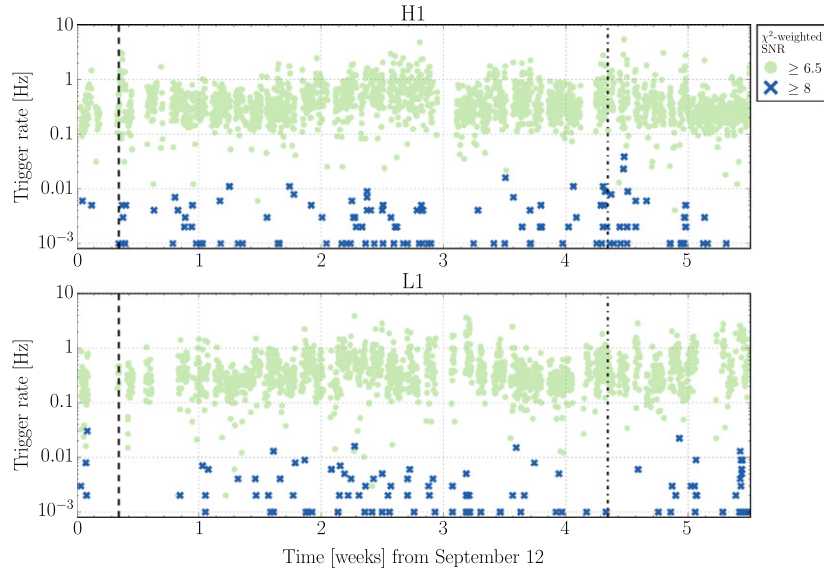 H1
Trigger rate [Hz]
10
1
0.1
0.01
10⁻³
0 1 2 3 4 5
χ²-weighted
SNR
≥ 6.5
≥ 8
L1
Trigger rate [Hz]
10
1
0.1
0.01
10⁻³
0 1 2 3 4 5
Time [weeks] from September 12